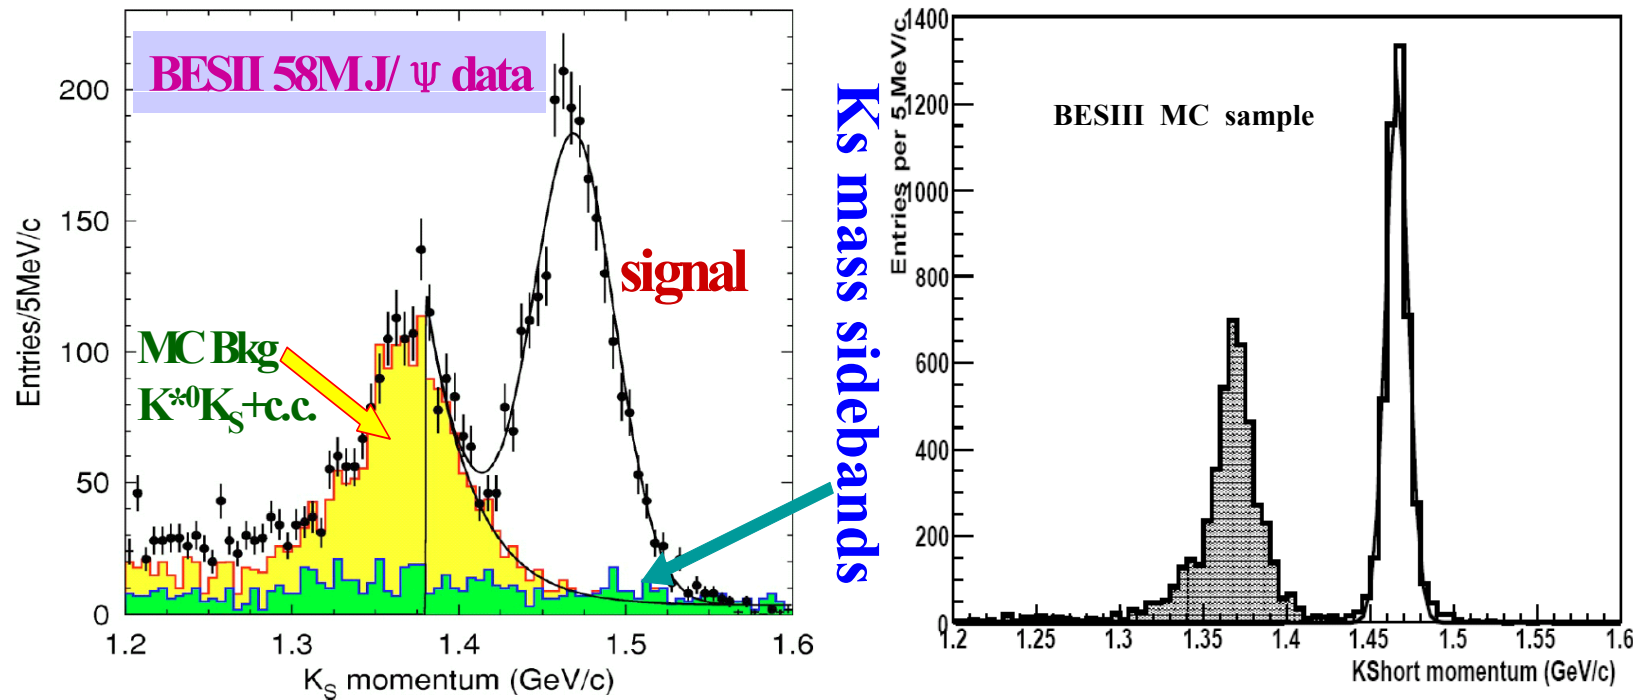 BESII 58M J/ψ data
200
150
100
50
0
Entries/5MeV/c
MC Bkg
K*⁰K_S+c.c.
signal
1.2 1.3 1.4 1.5 1.6
K_S momentum (GeV/c)
Ks mass sidebands
1400
1200
1000
800
600
400
200
0
Entries per 5 MeV/c
BESIII MC sample
1.2 1.25 1.3 1.35 1.4 1.45 1.5 1.55 1.6
KShort momentum (GeV/c)